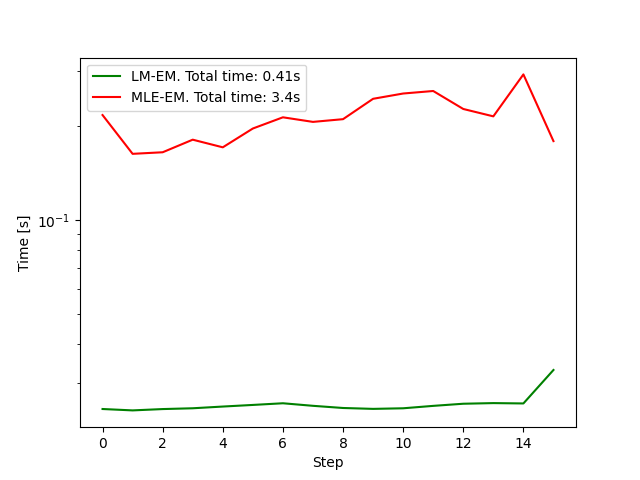 LM-EM. Total time: 0.41s
MLE-EM. Total time: 3.4s
Time [s]
10⁻¹
0 2 4 6 8 10 12 14
Step